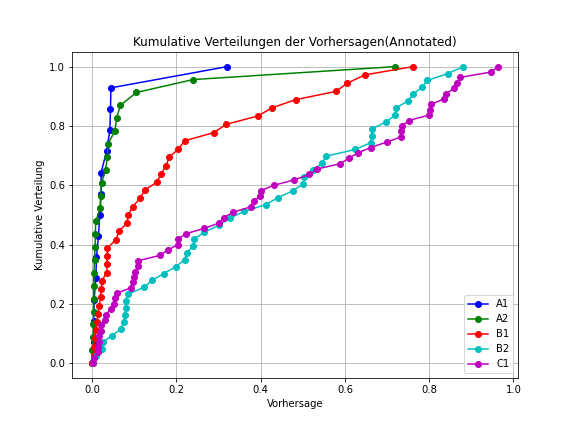 Kumulative Verteilungen der Vorhersagen(Annotated)
1.0
0.8
0.6
0.4
0.2
0.0
Kumulative Verteilung
A1
A2
B1
B2
C1
0.0 0.2 0.4 0.6 0.8 1.0
Vorhersage